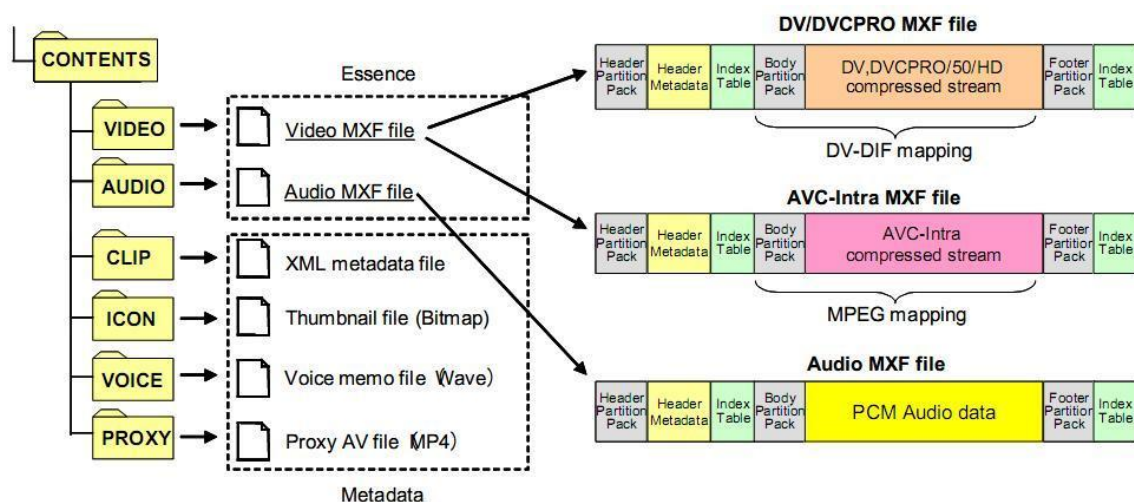 CONTENTS
VIDEO
AUDIO
CLIP
ICON
VOICE
PROXY
Essence
Video MXF file
Audio MXF file
XML metadata file
Thumbnail file (Bitmap)
Voice memo file (Wave)
Proxy AV file (MP4)
Metadata
DV/DVCPRO MXF file
Header
Partition
Pack
Header
Metadata
Index
Table
Body
Partition
Pack
DV,DVCPRO/50/HD
compressed stream
Footer
Partition
Pack
Index
Table
DV-DIF mapping
AVC-Intra MXF file
Header
Partition
Pack
Header
Metadata
Index
Table
Body
Partition
Pack
AVC-Intra
compressed stream
Footer
Partition
Pack
Index
Table
MPEG mapping
Audio MXF file
Header
Partition
Pack
Header
Metadata
Index
Table
Body
Partition
Pack
PCM Audio data
Footer
Partition
Pack
Index
Table